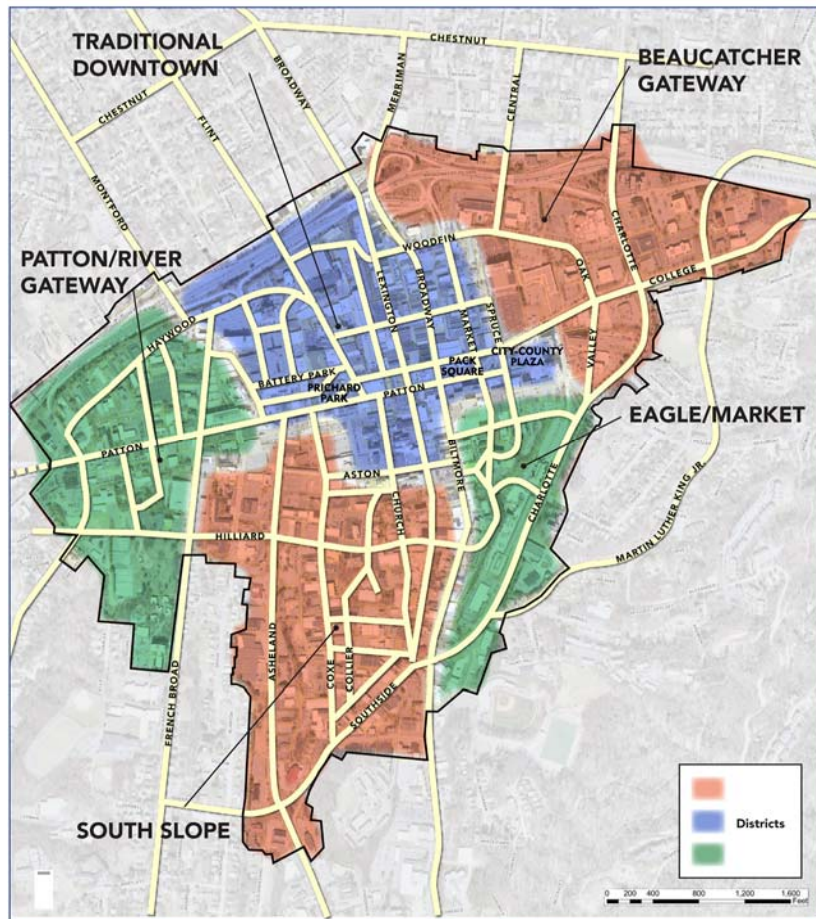 TRADITIONAL
DOWNTOWN
BEAUCATCHER
GATEWAY
CHESTNUT
CHESTNUT
BROADWAY
MERRIMAN
CENTRAL
FLINT
MONTFORD
PATTON/RIVER
GATEWAY
WOODFIN
OAK
CHARLOTTE
COLLEGE
HAYWOOD
LEXINGTON
BROADWAY
MARKET
SPRUCE
VALLEY
CITY-COUNTY
PLAZA
PACK
SQUARE
BATTERY PARK
PRICHARD
PARK
PATTON
PATTON
EAGLE/MARKET
ASTON
CHURCH
BILTMORE
CHARLOTTE
MARTIN LUTHER KING JR.
HILLIARD
ASHELAND
COXE
COLLIER
SOUTHSIDE
FRENCH BROAD
SOUTH SLOPE
Districts
0 200 400 800 1,200 1,600
Feet